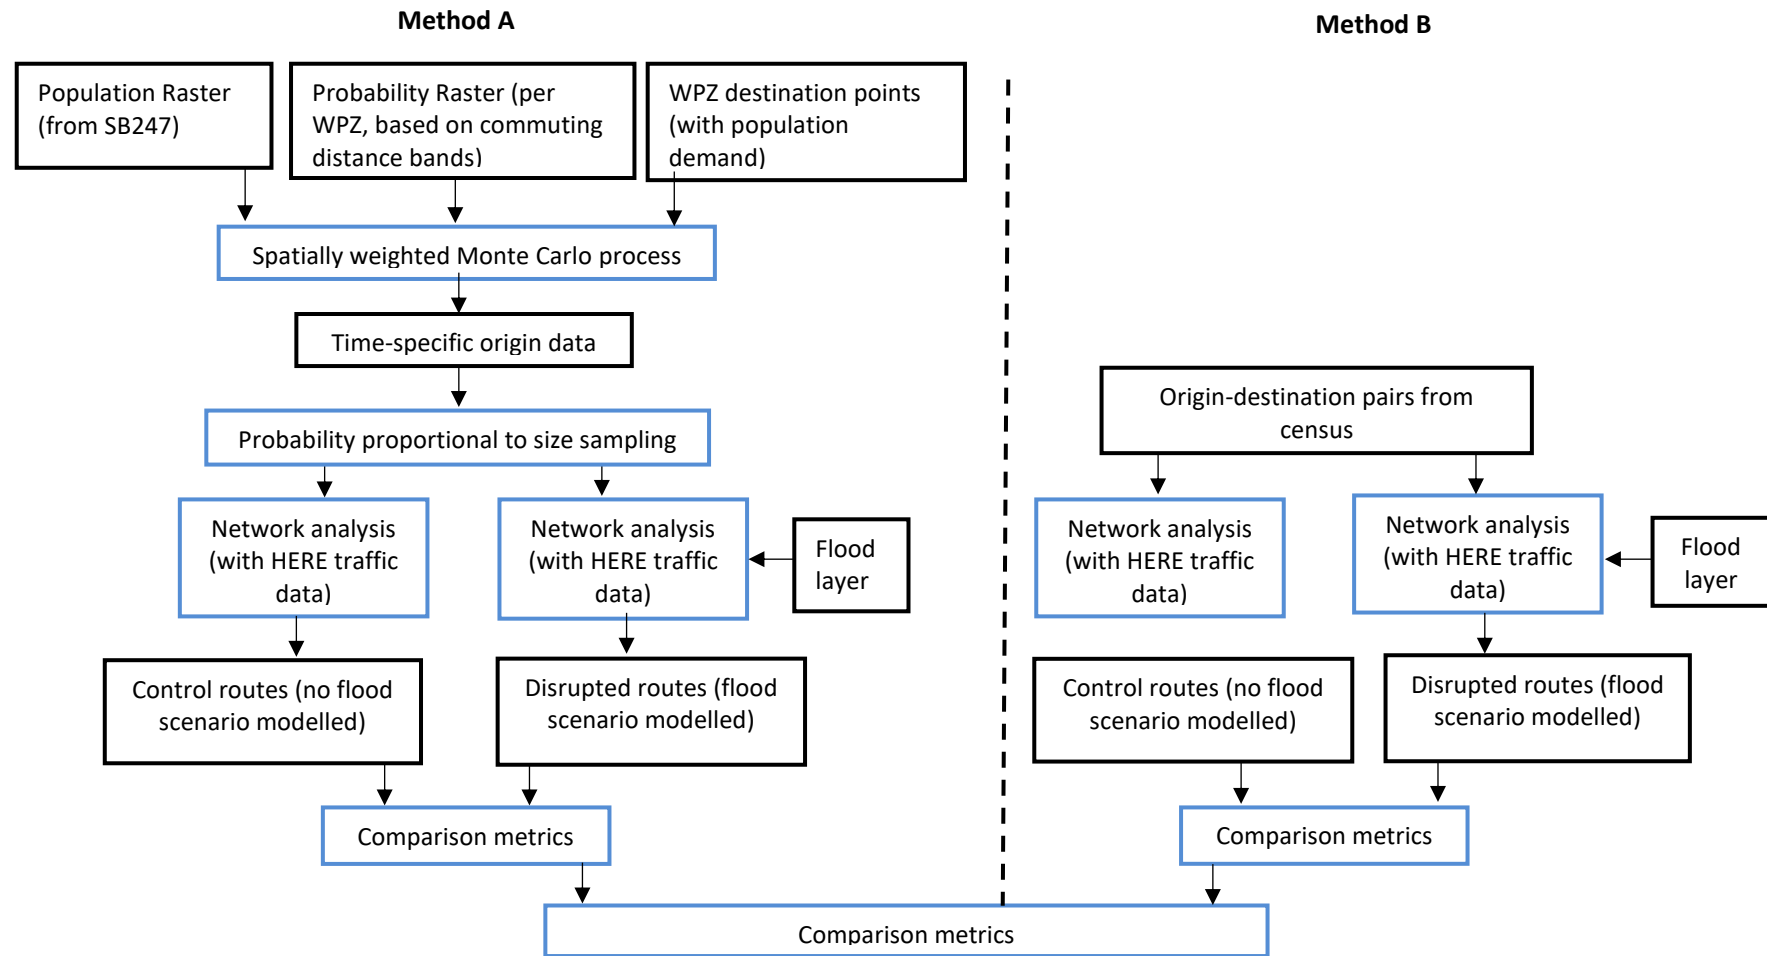 Method A
Method B
Population Raster
(from SB247)
Probability Raster (per
WPZ, based on commuting
distance bands)
WPZ destination points
(with population
demand)
Spatially weighted Monte Carlo process
Time-specific origin data
Probability proportional to size sampling
Network analysis
(with HERE traffic
data)
Network analysis
(with HERE traffic
data)
Flood
layer
Control routes (no flood
scenario modelled)
Disrupted routes (flood
scenario modelled)
Comparison metrics
Origin-destination pairs from
census
Network analysis
(with HERE traffic
data)
Network analysis
(with HERE traffic
data)
Flood
layer
Control routes (no flood
scenario modelled)
Disrupted routes (flood
scenario modelled)
Comparison metrics
Comparison metrics